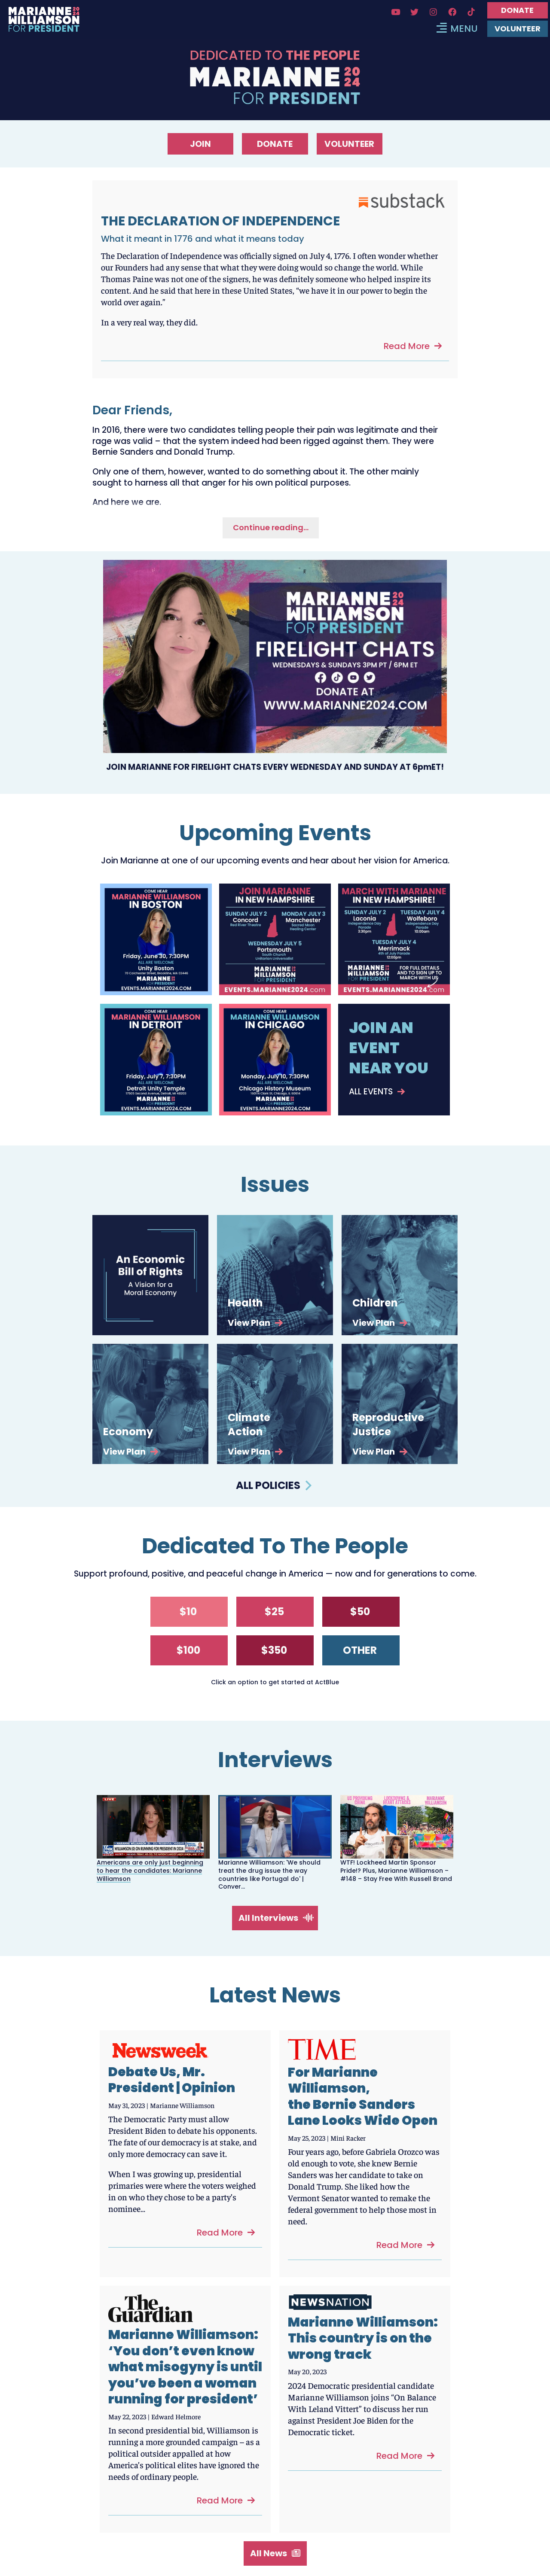 MARIANNE 2024
WILLIAMSON
FOR PRESIDENT
DONATE
MENU
VOLUNTEER
DEDICATED TO THE PEOPLE
MARIANNE 2024
FOR PRESIDENT
JOIN
DONATE
VOLUNTEER
substack
THE DECLARATION OF INDEPENDENCE
What it meant in 1776 and what it means today
The Declaration of Independence was officially signed on July 4, 1776. I often wonder whether
our Founders had any sense that what they were doing would so change the world. While
Thomas Paine was not one of the signers, he was definitely someone who helped inspire its
content. And he said that here in these United States, "we have it in our power to begin the
world over again."
In a very real way, they did.
Read More
Dear Friends,
In 2016, there were two candidates telling people their pain was legitimate and their
rage was valid – that the system indeed had been rigged against them. They were
Bernie Sanders and Donald Trump.
Only one of them, however, wanted to do something about it. The other mainly
sought to harness all that anger for his own political purposes.
And here we are.
Continue reading...
MARIANNE 2024
WILLIAMSON
FOR PRESIDENT
FIRELIGHT CHATS
WEDNESDAYS & SUNDAYS 3PM PT / 6PM ET
DONATE AT
WWW.MARIANNE2024.COM
JOIN MARIANNE FOR FIRELIGHT CHATS EVERY WEDNESDAY AND SUNDAY AT 6pmET!
Upcoming Events
Join Marianne at one of our upcoming events and hear about her vision for America.
COME HEAR
MARIANNE WILLIAMSON
IN BOSTON
Friday, June 30, 7:30PM
ALL ARE WELCOME
Unity Boston
MARIANNE
FOR PRESIDENT
EVENTS.MARIANNE2024.COM
JOIN MARIANNE
IN NEW HAMPSHIRE
SUNDAY JULY 2
Concord
Red River Theatre
MONDAY JULY 3
Manchester
WEDNESDAY JULY 5
Portsmouth
South Church
MARIANNE
WILLIAMSON
FOR PRESIDENT
EVENTS.MARIANNE2024.com
MARCH WITH MARIANNE
IN NEW HAMPSHIRE!
SUNDAY JULY 2
Laconia
TUESDAY JULY 4
Wolfeboro
TUESDAY JULY 4
Merrimack
MARIANNE
WILLIAMSON
FOR PRESIDENT
FOR FULL DETAILS
AND TO SIGN UP TO
MARCH WITH US
EVENTS.MARIANNE2024.com
COME HEAR
MARIANNE WILLIAMSON
IN DETROIT
Friday, July 7, 7:30PM
ALL ARE WELCOME
Detroit Unity Temple
MARIANNE
FOR PRESIDENT
EVENTS.MARIANNE2024.COM
COME HEAR
MARIANNE WILLIAMSON
IN CHICAGO
Monday, July 10, 7:30PM
ALL ARE WELCOME
Chicago History Museum
MARIANNE
FOR PRESIDENT
EVENTS.MARIANNE2024.COM
JOIN AN
EVENT
NEAR YOU
ALL EVENTS
Issues
An Economic
Bill of Rights
A Vision for a
Moral Economy
Health
View Plan
Children
View Plan
Economy
View Plan
Climate
Action
View Plan
Reproductive
Justice
View Plan
ALL POLICIES
Dedicated To The People
Support profound, positive, and peaceful change in America — now and for generations to come.
$10
$25
$50
$100
$350
OTHER
Click an option to get started at ActBlue
Interviews
Americans are only just beginning
to hear the candidates: Marianne
Williamson
Marianne Williamson: 'We should
treat the drug issue the way
countries like Portugal do' |
Conver...
WTF! Lockheed Martin Sponsor
Pride!? Plus, Marianne Williamson –
#148 – Stay Free With Russell Brand
All Interviews
Latest News
Newsweek
Debate Us, Mr.
President | Opinion
May 31, 2023 | Marianne Williamson
The Democratic Party must allow
President Biden to debate his opponents.
The fate of our democracy is at stake, and
only more democracy can save it.
When I was growing up, presidential
primaries were where the voters weighed
in on who they chose to be a party's
nominee...
Read More
TIME
For Marianne
Williamson,
the Bernie Sanders
Lane Looks Wide Open
May 25, 2023 | Mini Racker
Four years ago, before Gabriela Orozco was
old enough to vote, she knew Bernie
Sanders was her candidate to take on
Donald Trump. She liked how the
Vermont Senator wanted to remake the
federal government to help those most in
need.
Read More
The Guardian
Marianne Williamson:
'You don't even know
what misogyny is until
you've been a woman
running for president'
May 22, 2023 | Edward Helmore
In second presidential bid, Williamson is
running a more grounded campaign – as a
political outsider appalled at how
America's political elites have ignored the
needs of ordinary people.
Read More
NEWSNATION
Marianne Williamson:
This country is on the
wrong track
May 20, 2023
2024 Democratic presidential candidate
Marianne Williamson joins "On Balance
With Leland Vittert" to discuss her run
against President Joe Biden for the
Democratic ticket.
Read More
All News